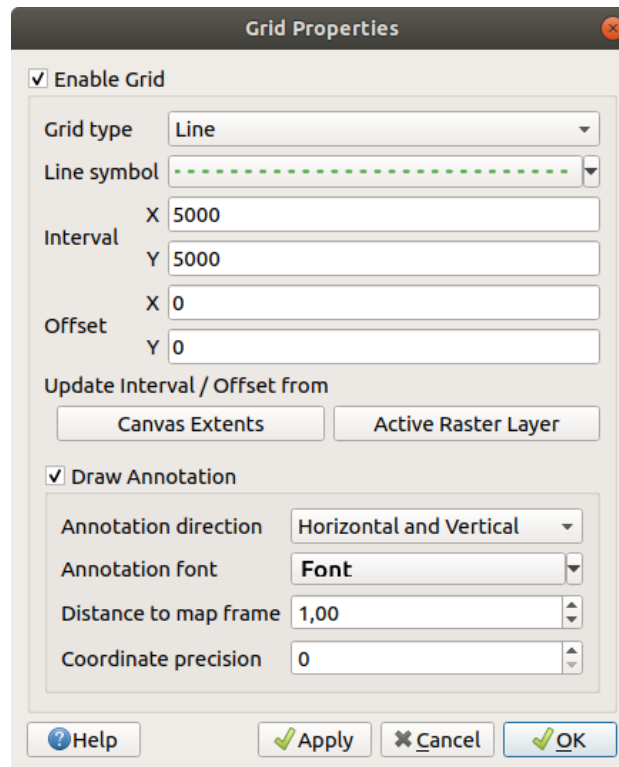 Grid Properties
Enable Grid
Grid type Line
Line symbol
Interval X 5000
Y 5000
Offset X 0
Y 0
Update Interval / Offset from
Canvas Extents Active Raster Layer
Draw Annotation
Annotation direction Horizontal and Vertical
Annotation font Font
Distance to map frame 1,00
Coordinate precision 0
Help Apply Cancel OK